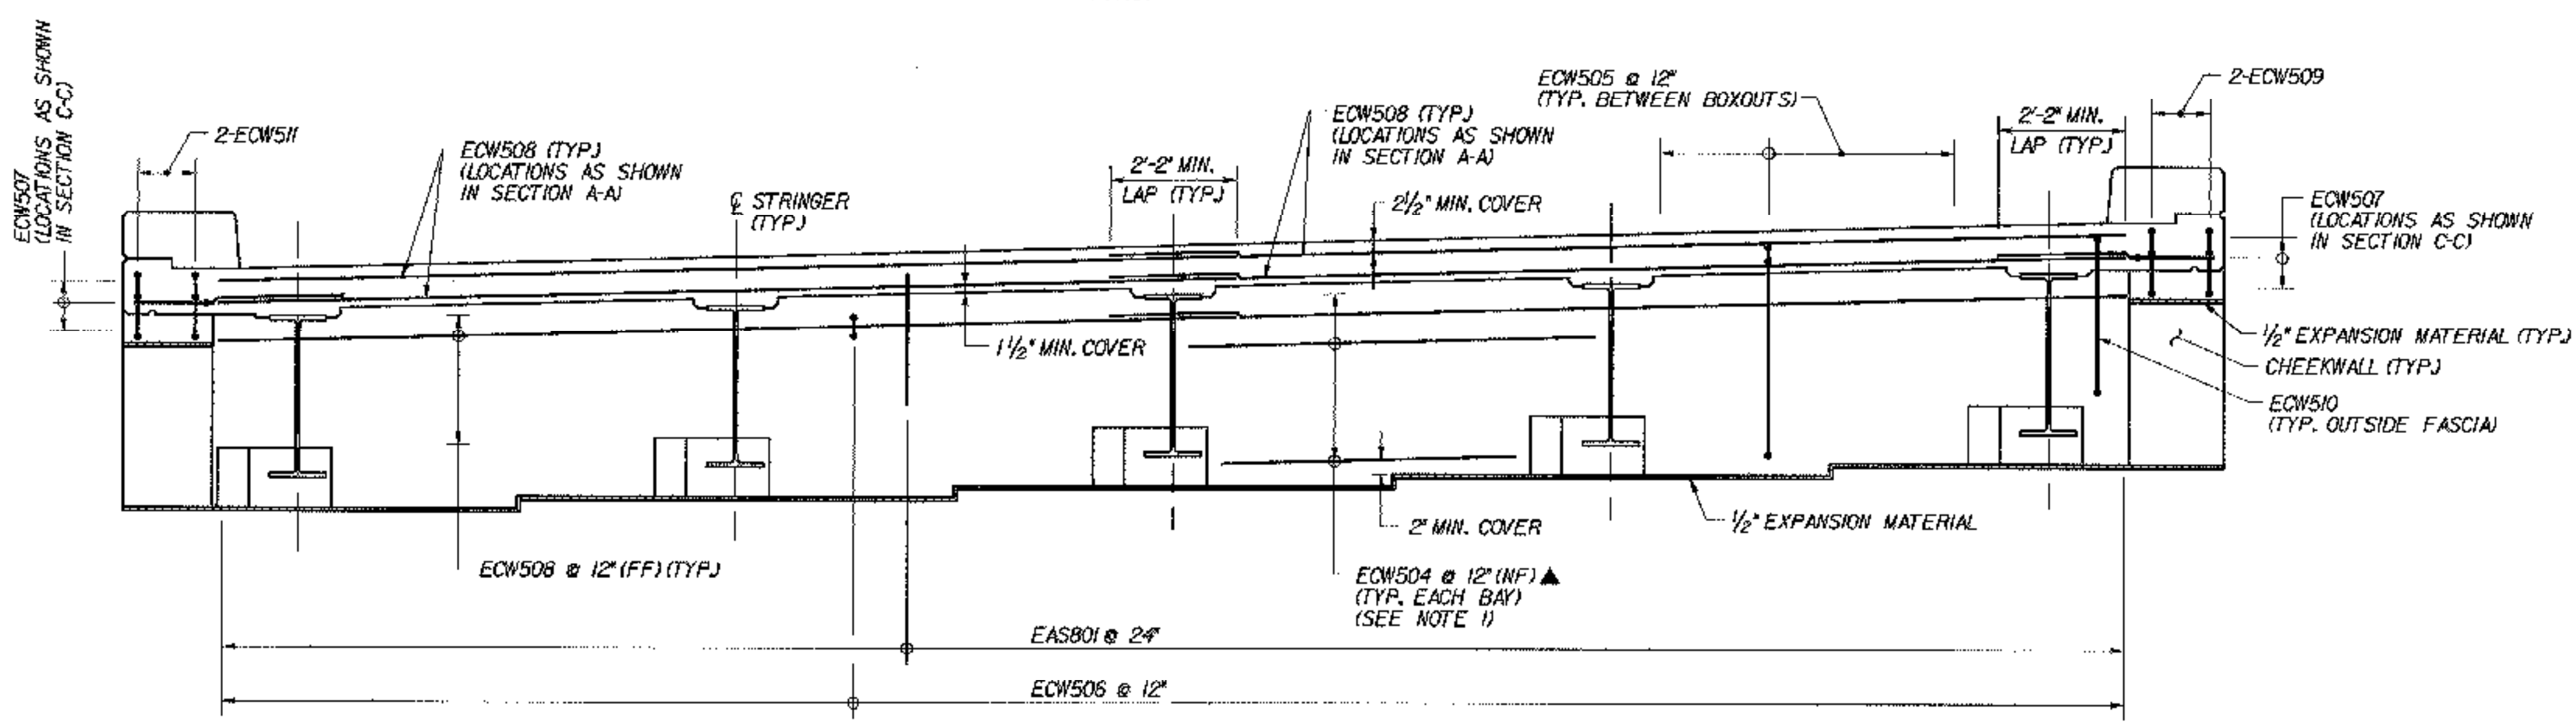 ECW507
(LOCATIONS AS SHOWN
IN SECTION C-C)
2-ECW511
ECW508 (TYP.)
(LOCATIONS AS SHOWN
IN SECTION A-A)
℄ STRINGER
(TYP.)
2'-2" MIN.
LAP (TYP.)
ECW508 (TYP.)
(LOCATIONS AS SHOWN
IN SECTION A-A)
2½" MIN. COVER
ECW505 @ 12"
(TYP. BETWEEN BOXOUTS)
2'-2" MIN.
LAP (TYP.)
2-ECW509
ECW507
(LOCATIONS AS SHOWN
IN SECTION C-C)
1½" MIN. COVER
½" EXPANSION MATERIAL (TYP.)
CHEEKWALL (TYP.)
ECW510
(TYP. OUTSIDE FASCIA)
2" MIN. COVER
½" EXPANSION MATERIAL
ECW508 @ 12" (FF) (TYP.)
ECW504 @ 12" (NF) ▲
(TYP. EACH BAY)
(SEE NOTE 1)
EAS801 @ 24"
ECW506 @ 12"